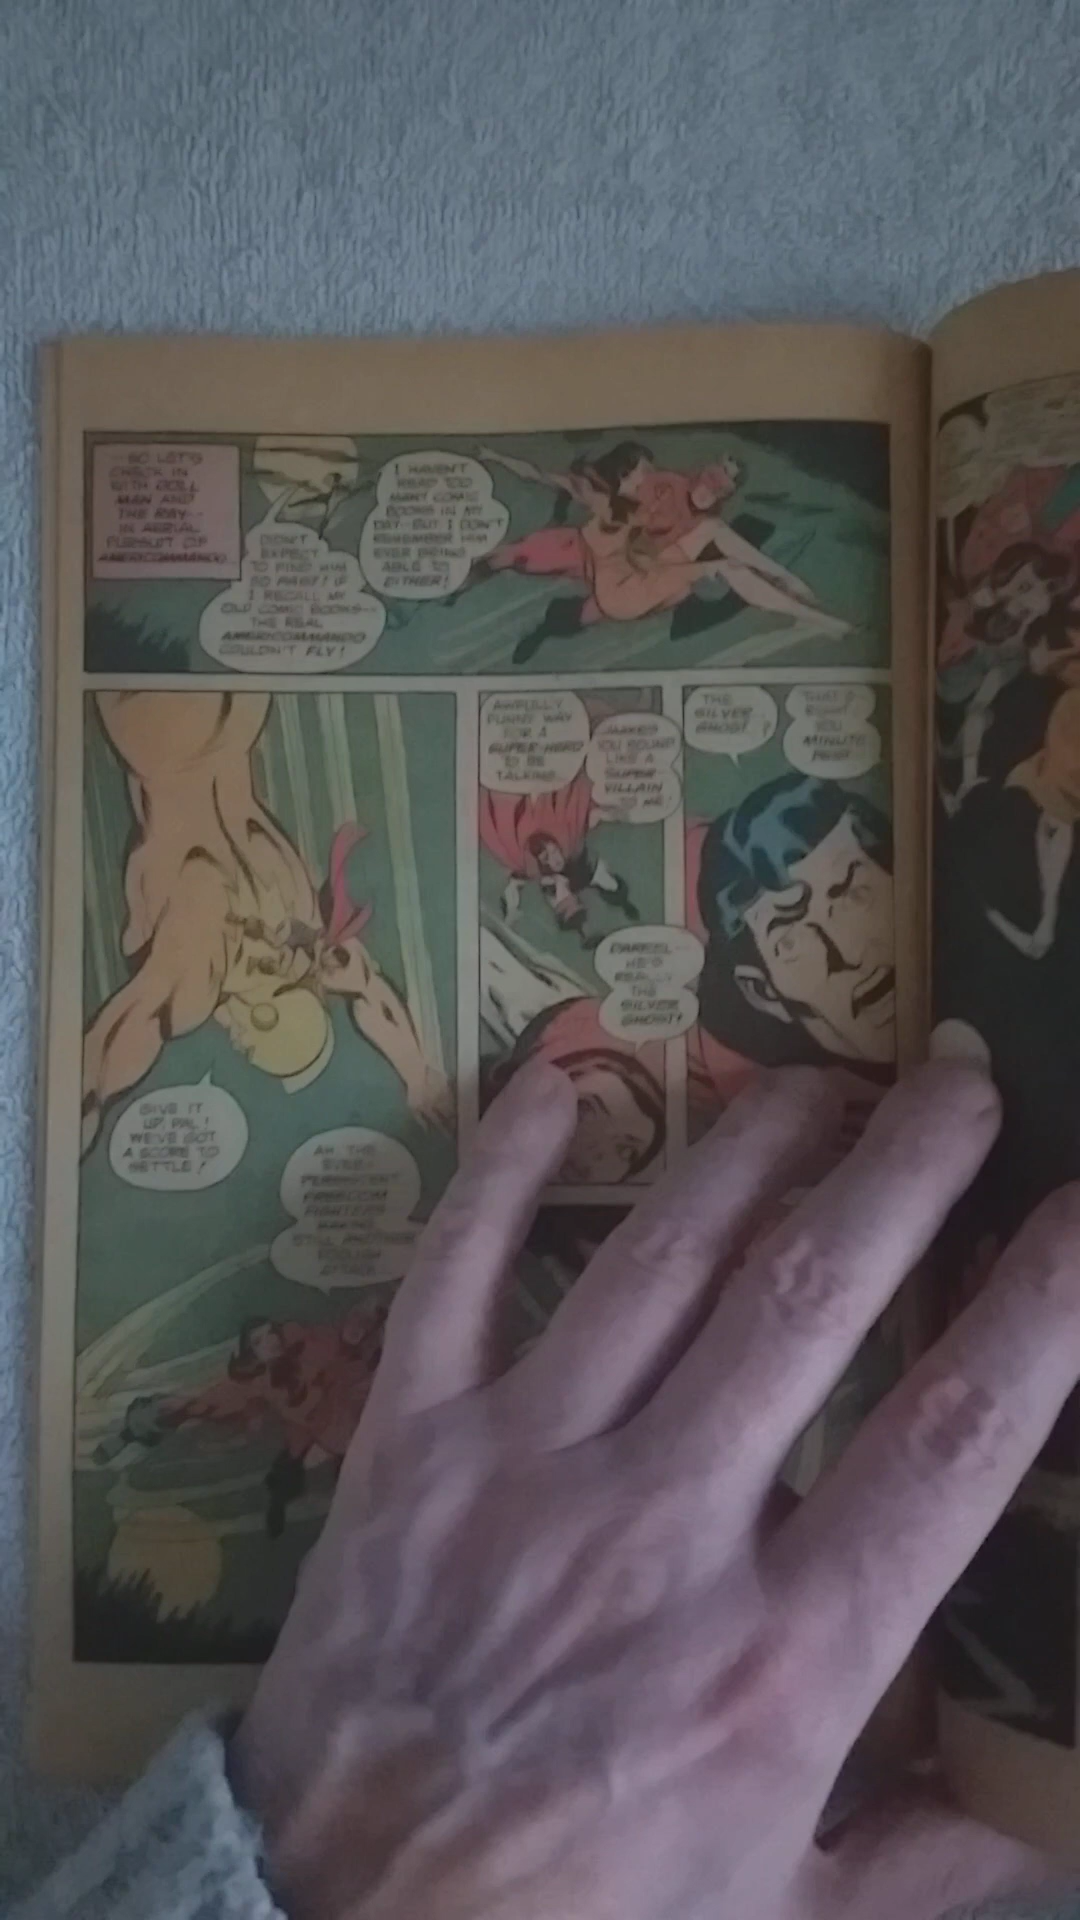 SO LET'S
CHECK IN
WITH DOLL
MAN AND
THE RAY--
IN AERIAL
PURSUIT OF
AMERICOMMANDO
DIDN'T
EXPECT
TO FIND HIM
SO FAST! IF
I RECALL MY
OLD COMIC BOOKS--
THE REAL
AMERICOMMANDO
COULDN'T FLY!
I HAVEN'T
READ TOO
MANY COMIC
BOOKS IN MY
DAY--BUT I DON'T
REMEMBER HIM
EVER BEING
ABLE TO
EITHER!
GIVE IT
UP, PAL!
WE'VE GOT
A SCORE TO
SETTLE!
AH, THE
EVER-
PERSISTENT
FREEDOM
FIGHTERS
MAKING
STILL ANOTHER
FOOLISH
ATTACK
AWFULLY
FUNNY WAY
FOR A
SUPER-HERO
TO BE
TALKING...
MAKES
YOU SOUND
LIKE A
SUPER-
VILLAIN
TO ME!
DARREL--
HE'S
REALLY
THE
SILVER
GHOST!
THE
SILVER
GHOST..?
THAT'S
RIGHT,
YOU
MINUTE
PEST...